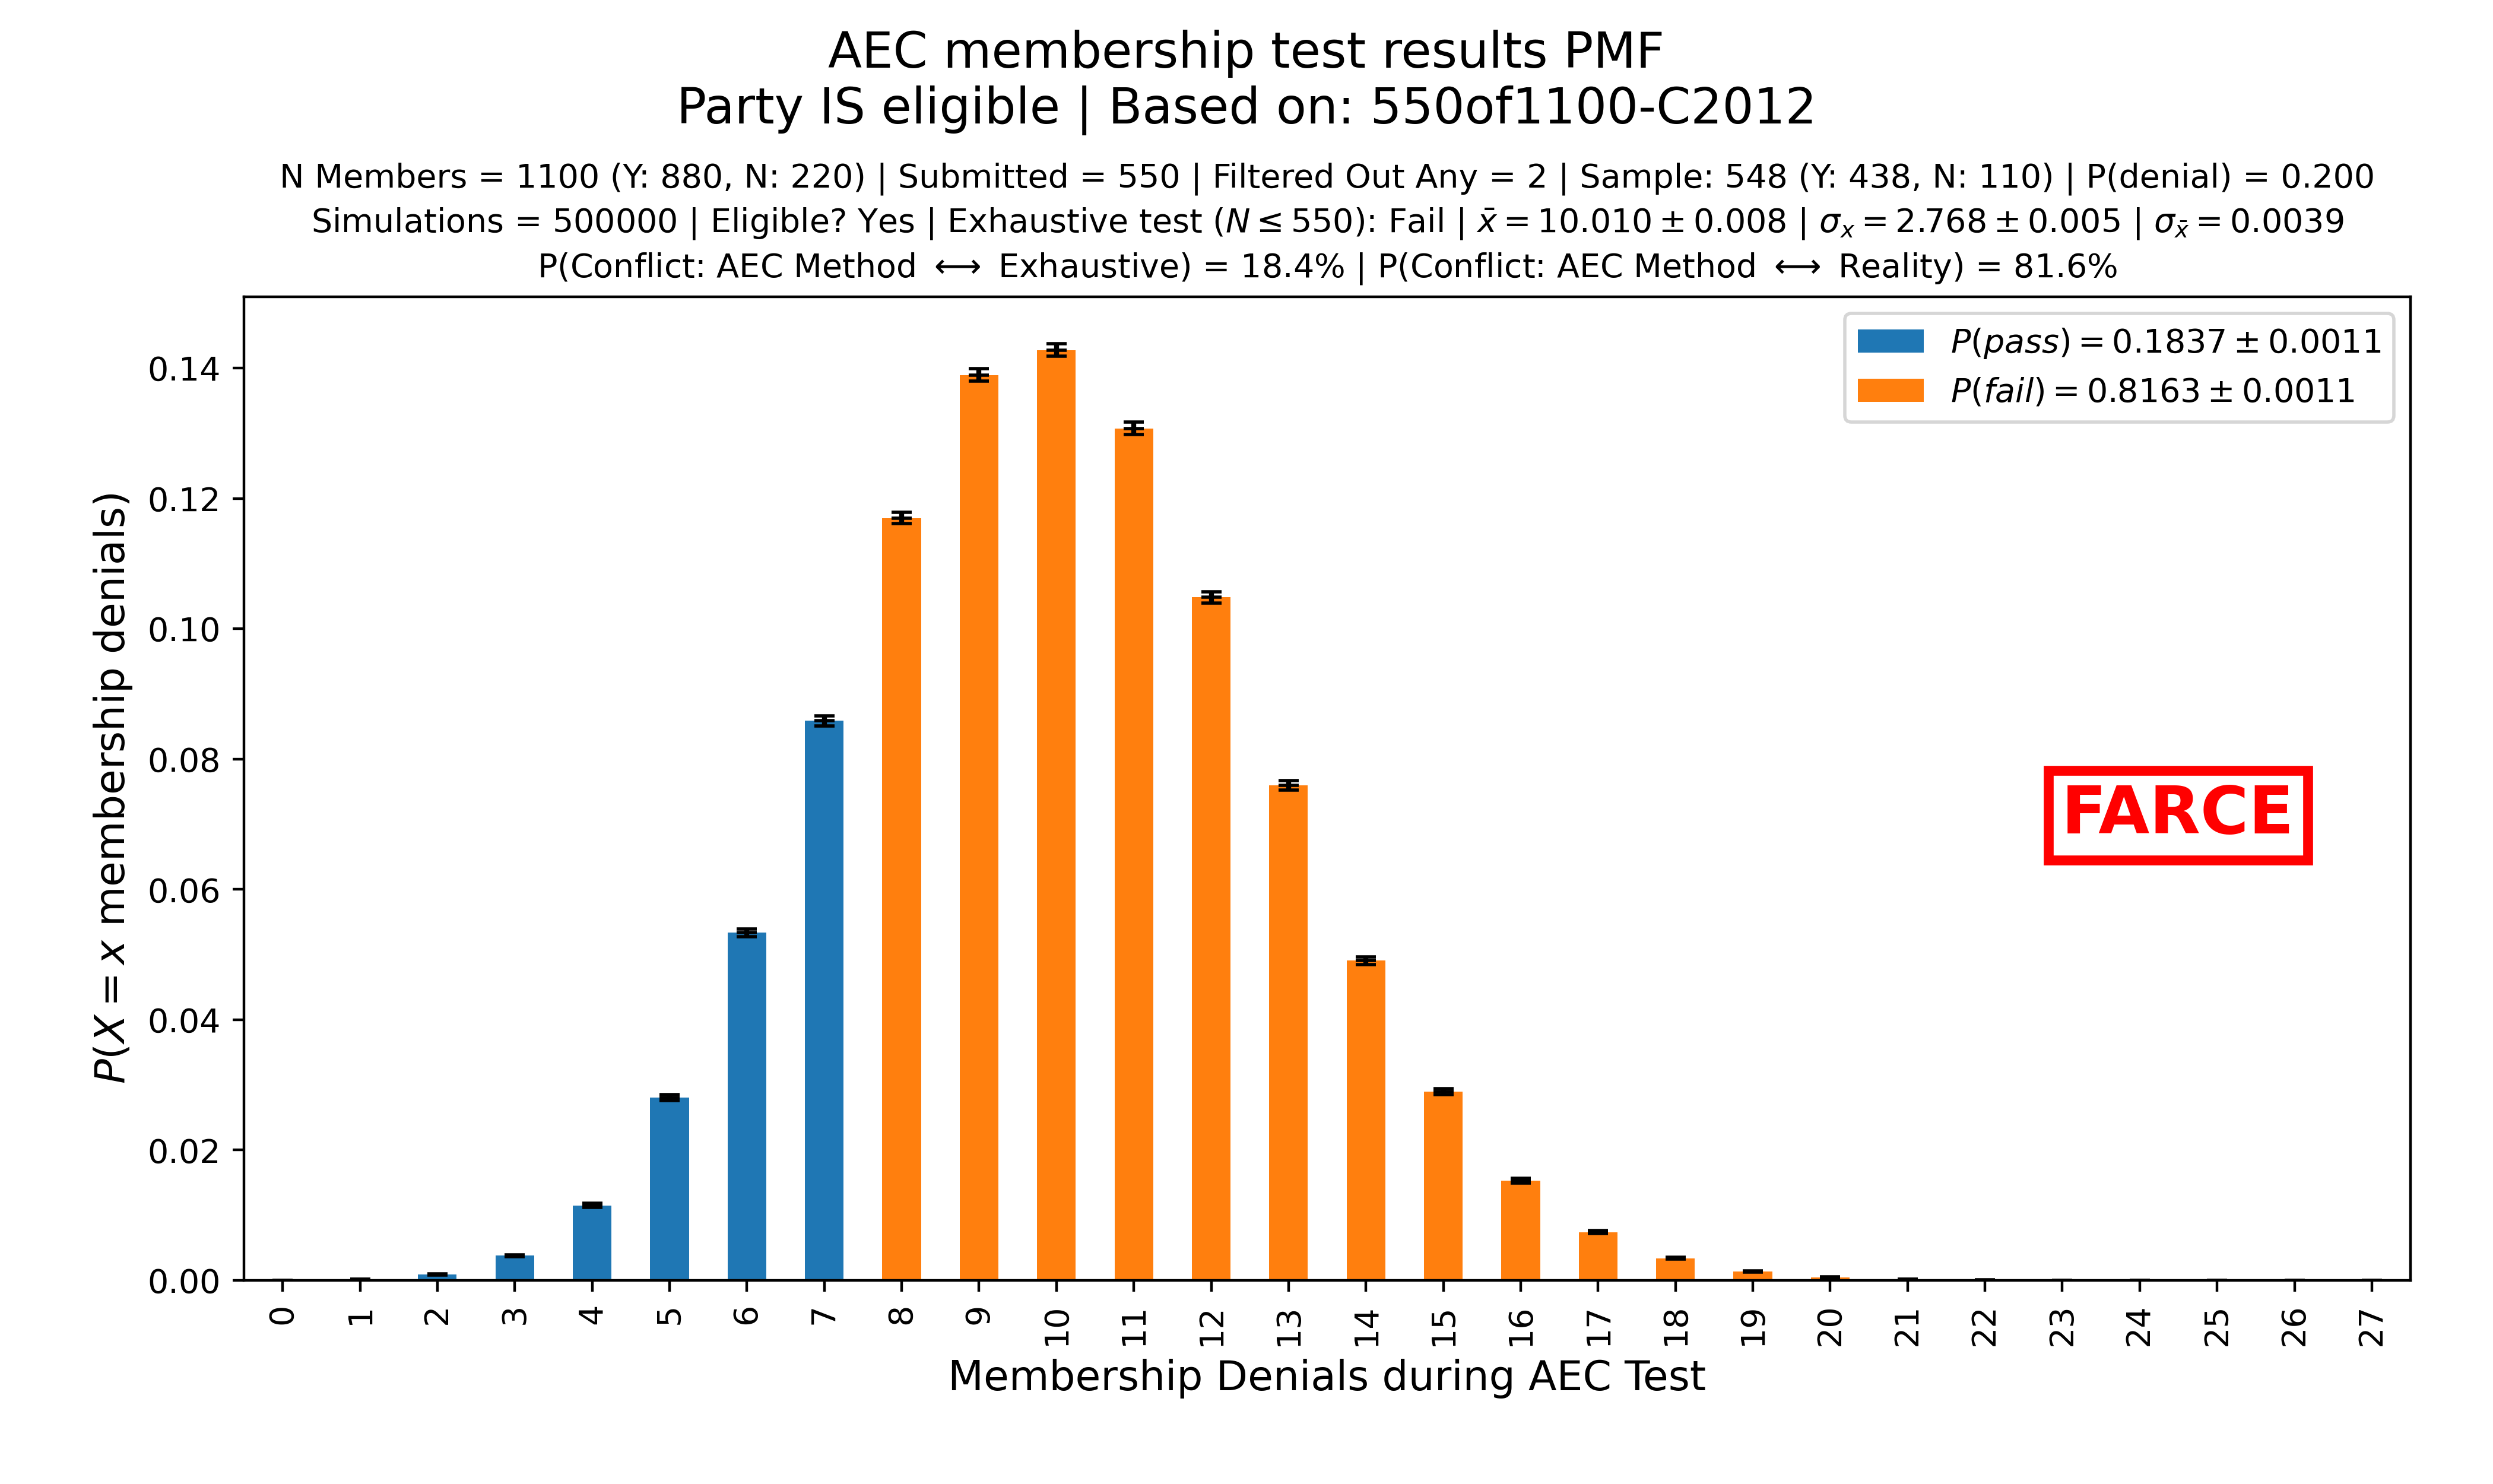 AEC membership test results PMF
Party IS eligible | Based on: 550of1100-C2012
N Members = 1100 (Y: 880, N: 220) | Submitted = 550 | Filtered Out Any = 2 | Sample: 548 (Y: 438, N: 110) | P(denial) = 0.200
Simulations = 500000 | Eligible? Yes | Exhaustive test (N ≤ 550): Fail | x̄ = 10.010 ± 0.008 | σₓ = 2.768 ± 0.005 | σ_x̄ = 0.0039
P(Conflict: AEC Method ⟷ Exhaustive) = 18.4% | P(Conflict: AEC Method ⟷ Reality) = 81.6%
P(pass) = 0.1837 ± 0.0011
P(fail) = 0.8163 ± 0.0011
FARCE
P(X = x membership denials)
0.14
0.12
0.10
0.08
0.06
0.04
0.02
0.00
0 1 2 3 4 5 6 7 8 9 10 11 12 13 14 15 16 17 18 19 20 21 22 23 24 25 26 27
Membership Denials during AEC Test